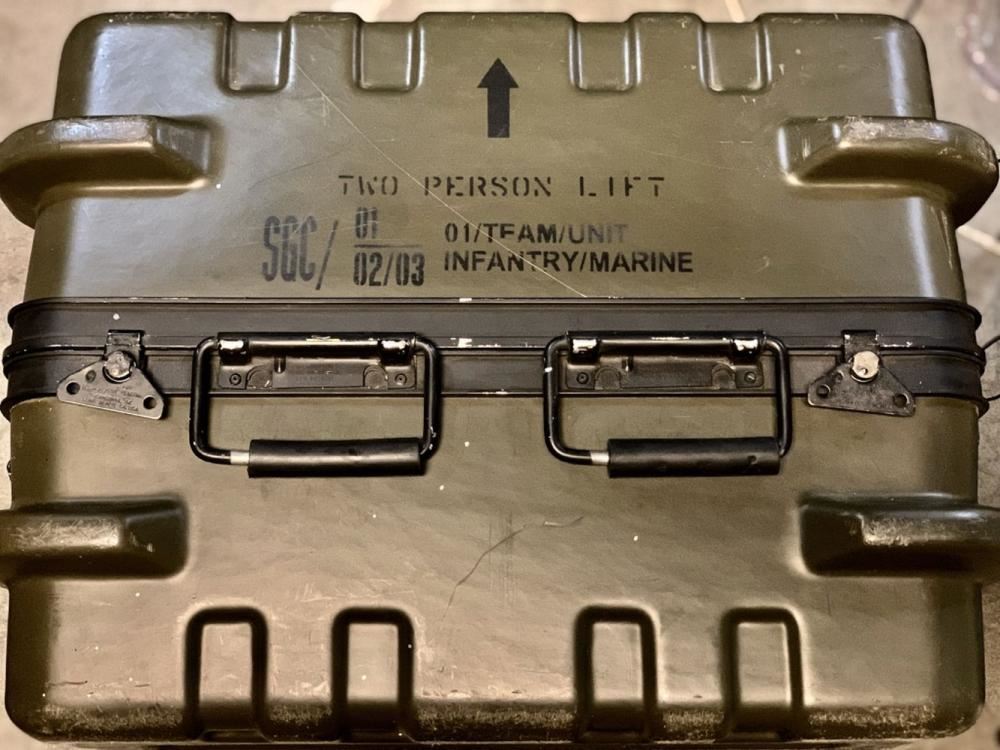 TWO PERSON LIFT
SGC/ 01
02/03
01/TEAM/UNIT
INFANTRY/MARINE